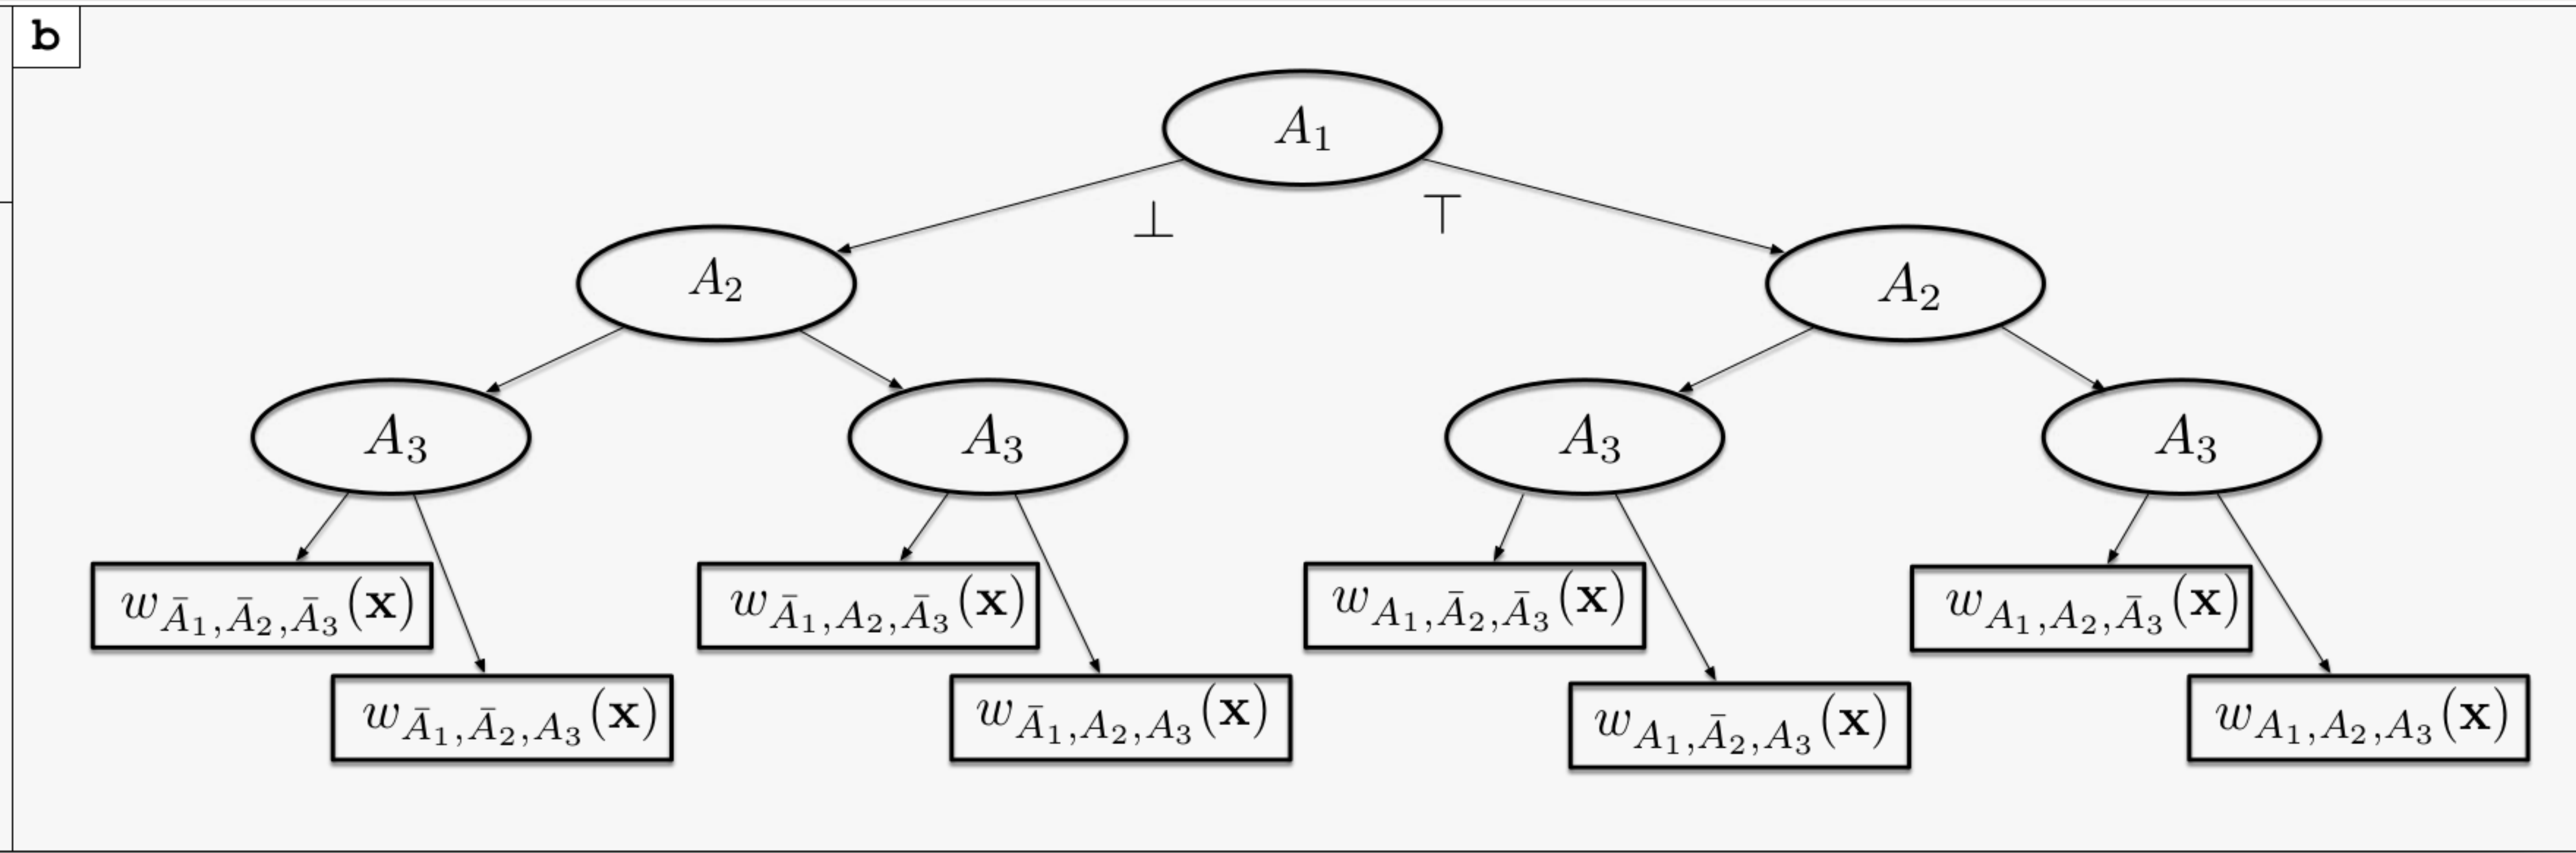 b
A₁
⊥ ⊤
A₂ A₂
A₃ A₃ A₃ A₃
w_{Ā₁,Ā₂,Ā₃}(𝐱) w_{Ā₁,A₂,Ā₃}(𝐱) w_{A₁,Ā₂,Ā₃}(𝐱) w_{A₁,A₂,Ā₃}(𝐱)
w_{Ā₁,Ā₂,A₃}(𝐱) w_{Ā₁,A₂,A₃}(𝐱) w_{A₁,Ā₂,A₃}(𝐱) w_{A₁,A₂,A₃}(𝐱)